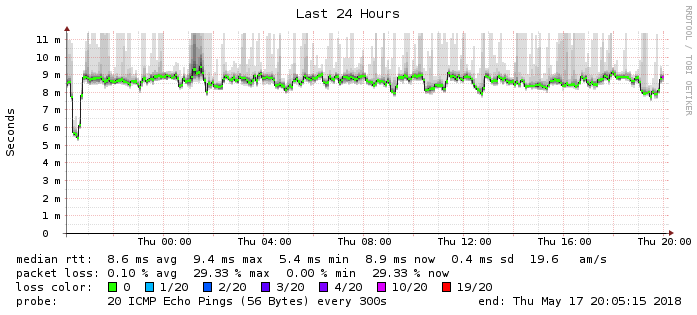 Last 24 Hours
RRDTOOL / TOBI OETIKER
Seconds
11 m
10 m
9 m
8 m
7 m
6 m
5 m
4 m
3 m
2 m
1 m
0
Thu 00:00 Thu 04:00 Thu 08:00 Thu 12:00 Thu 16:00 Thu 20:00
median rtt: 8.6 ms avg 9.4 ms max 5.4 ms min 8.9 ms now 0.4 ms sd 19.6 am/s
packet loss: 0.10 % avg 29.33 % max 0.00 % min 29.33 % now
loss color: 0 1/20 2/20 3/20 4/20 10/20 19/20
probe: 20 ICMP Echo Pings (56 Bytes) every 300s end: Thu May 17 20:05:15 2018